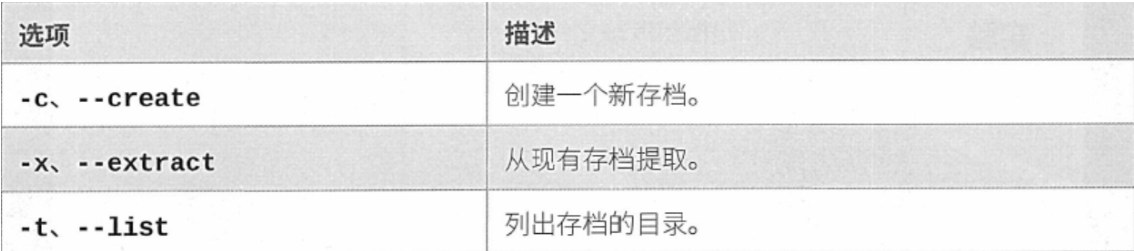 选项 描述
-c、--create 创建一个新存档。
-x、--extract 从现有存档提取。
-t、--list 列出存档的目录。